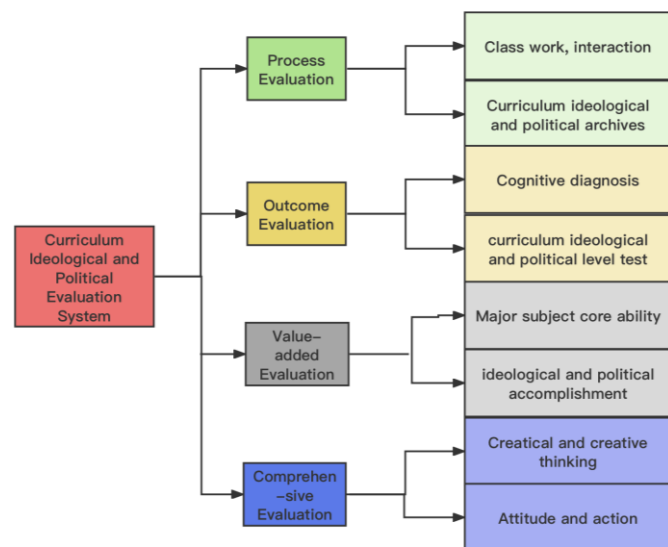 Process
Evaluation
Class work, interaction
Curriculum ideological
and political archives
Outcome
Evaluation
Cognitive diagnosis
curriculum ideological
and political level test
Curriculum
Ideological and
Political
Evaluation
System
Value-
added
Evaluation
Major subject core ability
ideological and political
accomplishment
Comprehen
-sive
Evaluation
Creatical and creative
thinking
Attitude and action